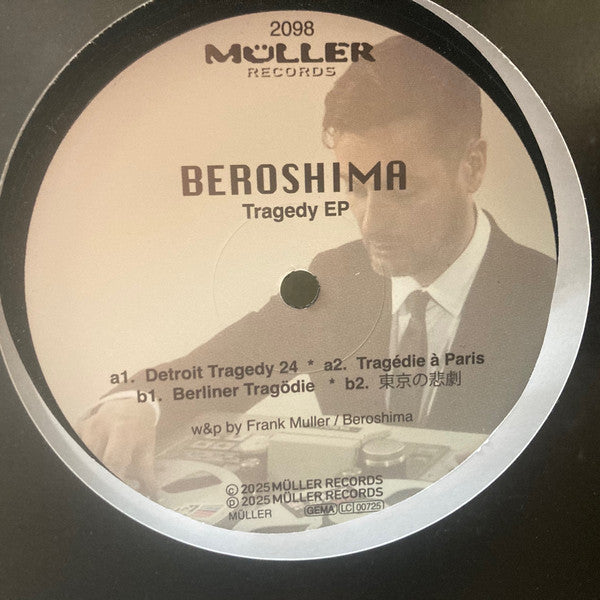 2098
MÜLLER
RECORDS
BEROSHIMA
Tragedy EP
a1. Detroit Tragedy 24 * a2. Tragédie à Paris
b1. Berliner Tragödie * b2. 東京の悲劇
w&p by Frank Muller / Beroshima
© 2025 MÜLLER RECORDS
℗ 2025 MÜLLER RECORDS
MÜLLER GEMA LC 00725